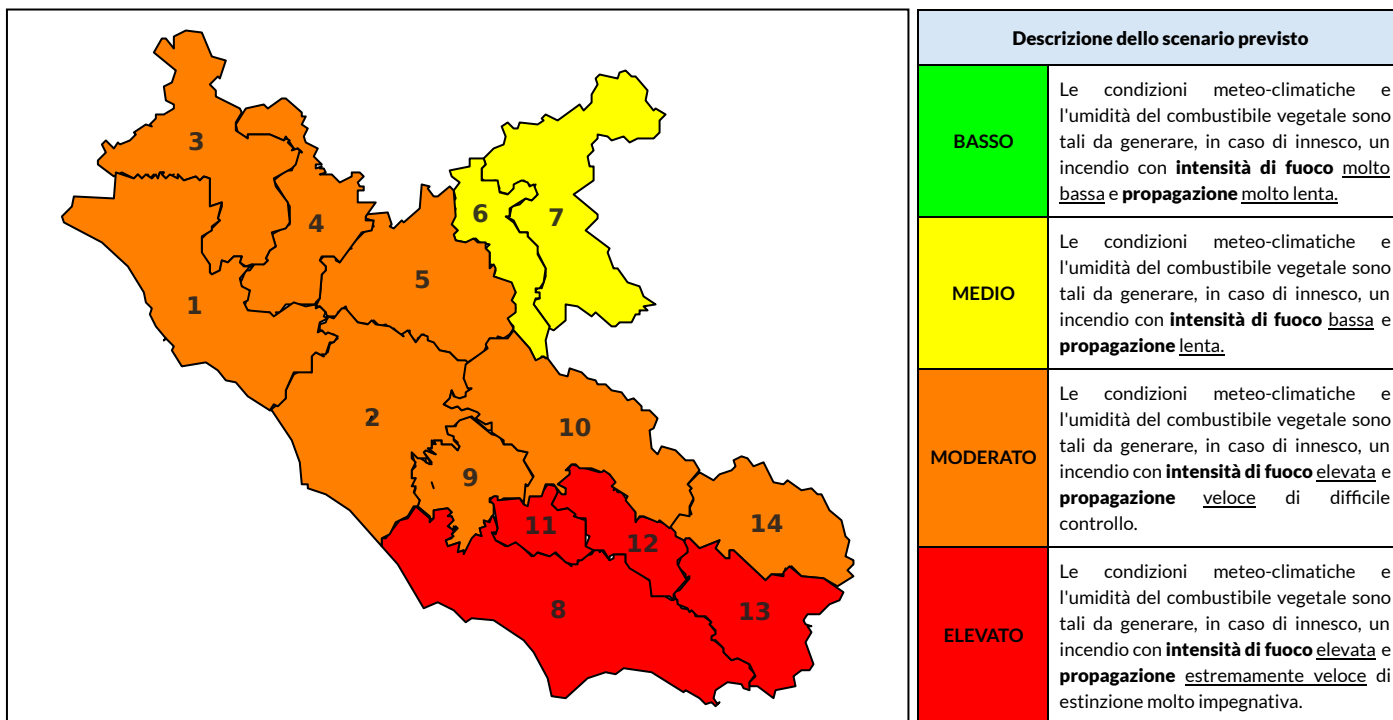 3
6
7
4
5
1
2
10
9
14
11
12
8
13
Descrizione dello scenario previsto
BASSO
Le condizioni meteo-climatiche e
l'umidità del combustibile vegetale sono
tali da generare, in caso di innesco, un
incendio con intensità di fuoco molto
bassa e propagazione molto lenta.
MEDIO
Le condizioni meteo-climatiche e
l'umidità del combustibile vegetale sono
tali da generare, in caso di innesco, un
incendio con intensità di fuoco bassa e
propagazione lenta.
MODERATO
Le condizioni meteo-climatiche e
l'umidità del combustibile vegetale sono
tali da generare, in caso di innesco, un
incendio con intensità di fuoco elevata e
propagazione veloce di difficile
controllo.
ELEVATO
Le condizioni meteo-climatiche e
l'umidità del combustibile vegetale sono
tali da generare, in caso di innesco, un
incendio con intensità di fuoco elevata e
propagazione estremamente veloce di
estinzione molto impegnativa.